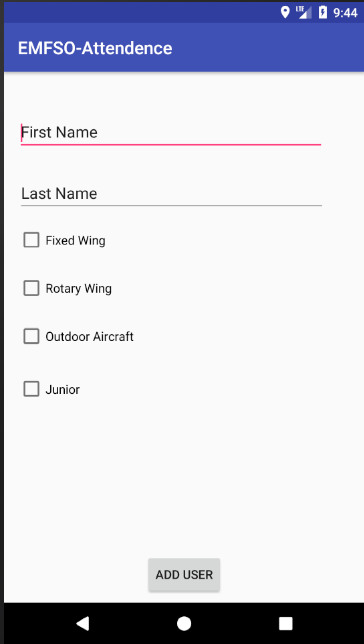 LTE 9:44
EMFSO-Attendence
First Name
Last Name
Fixed Wing
Rotary Wing
Outdoor Aircraft
Junior
ADD USER